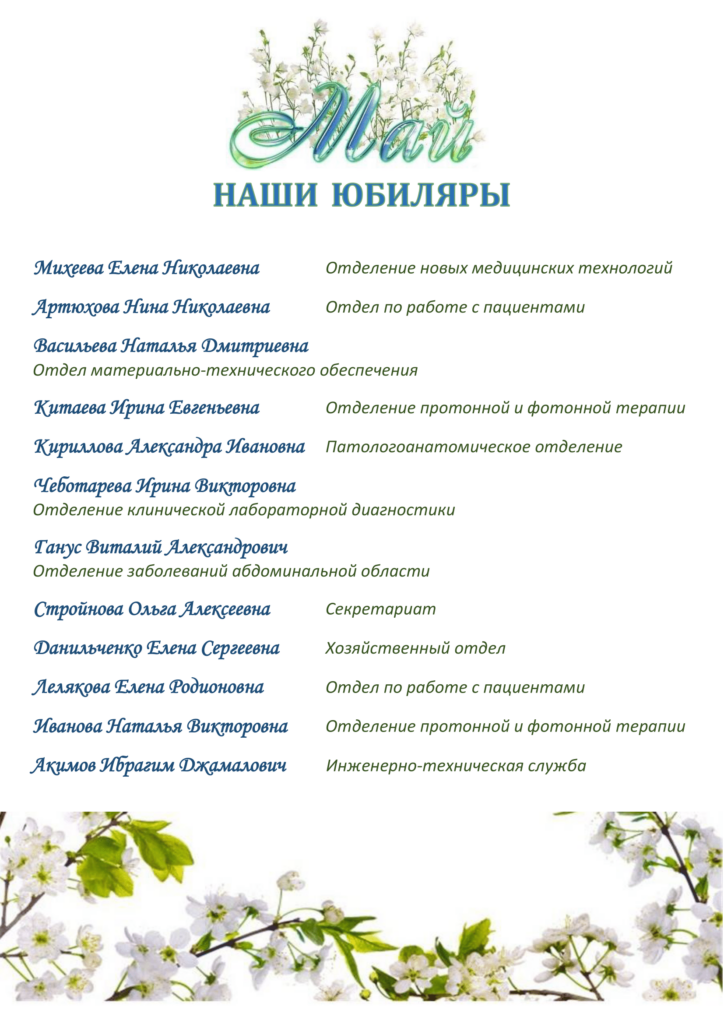 Май
НАШИ ЮБИЛЯРЫ
Михеева Елена Николаевна Отделение новых медицинских технологий
Артюхова Нина Николаевна Отдел по работе с пациентами
Васильева Наталья Дмитриевна
Отдел материально-технического обеспечения
Китаева Ирина Евгеньевна Отделение протонной и фотонной терапии
Кириллова Александра Ивановна Патологоанатомическое отделение
Чеботарева Ирина Викторовна
Отделение клинической лабораторной диагностики
Ганус Виталий Александрович
Отделение заболеваний абдоминальной области
Стройнова Ольга Алексеевна Секретариат
Данильченко Елена Сергеевна Хозяйственный отдел
Лелякова Елена Родионовна Отдел по работе с пациентами
Иванова Наталья Викторовна Отделение протонной и фотонной терапии
Акимов Ибрагим Джамалович Инженерно-техническая служба